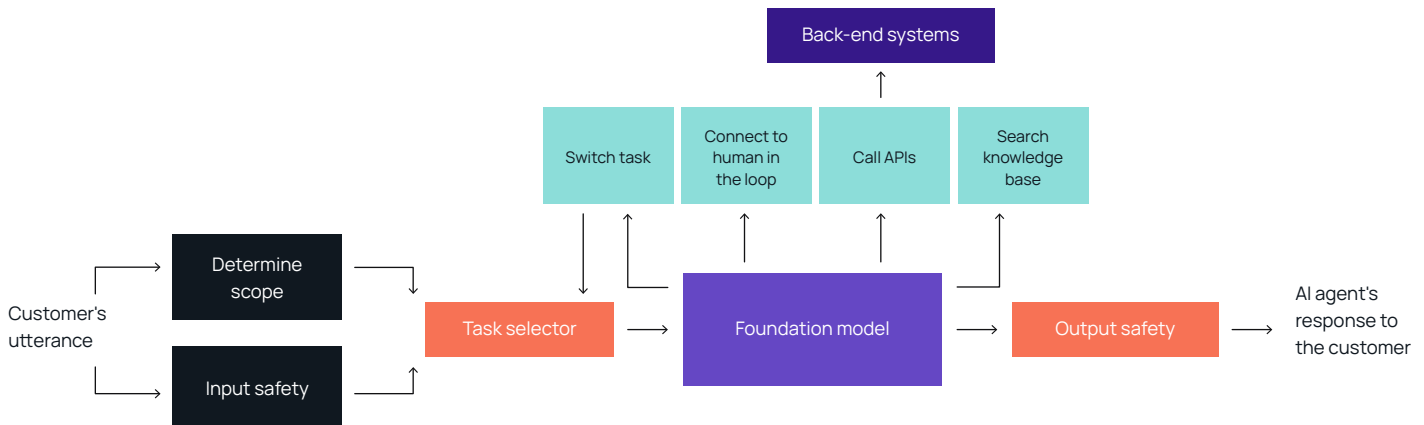 Back-end systems
Switch task
Connect to
human in
the loop
Call APIs
Search
knowledge
base
Customer's
utterance
Determine
scope
Input safety
Task selector
Foundation model
Output safety
AI agent's
response to
the customer